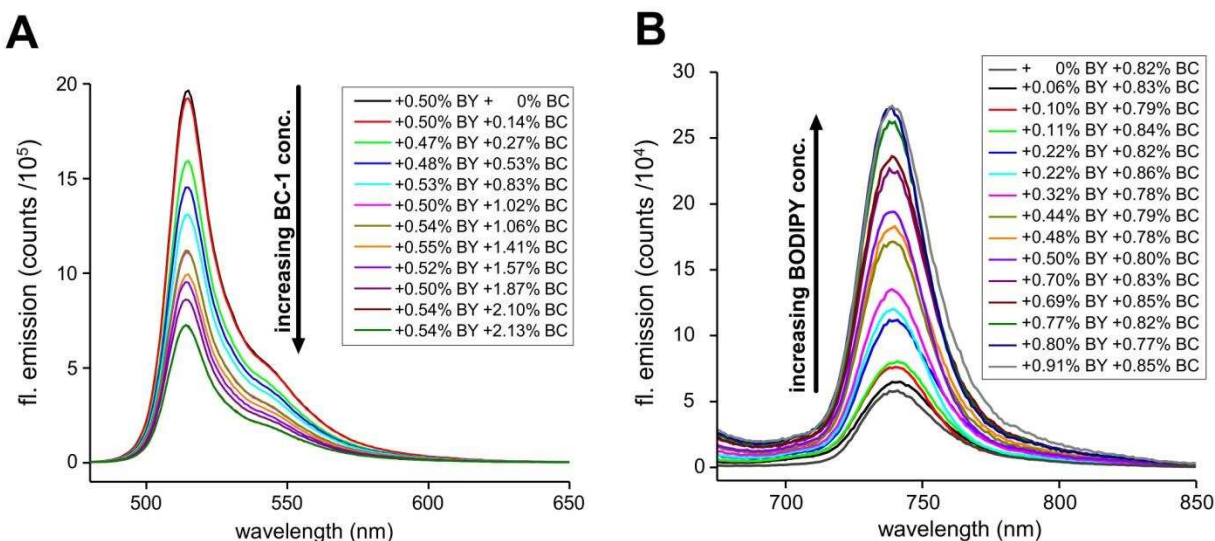 A
fl. emission (counts /10⁵)
20
15
10
5
0
500
550
600
650
wavelength (nm)
increasing BC-1 conc.
+0.50% BY + 0% BC
+0.50% BY +0.14% BC
+0.47% BY +0.27% BC
+0.48% BY +0.53% BC
+0.53% BY +0.83% BC
+0.50% BY +1.02% BC
+0.54% BY +1.06% BC
+0.55% BY +1.41% BC
+0.52% BY +1.57% BC
+0.50% BY +1.87% BC
+0.54% BY +2.10% BC
+0.54% BY +2.13% BC
B
fl. emission (counts /10⁴)
30
25
20
15
10
5
0
700
750
800
850
wavelength (nm)
increasing BODIPY conc.
+ 0% BY +0.82% BC
+0.06% BY +0.83% BC
+0.10% BY +0.79% BC
+0.11% BY +0.84% BC
+0.22% BY +0.82% BC
+0.22% BY +0.86% BC
+0.32% BY +0.78% BC
+0.44% BY +0.79% BC
+0.48% BY +0.78% BC
+0.50% BY +0.80% BC
+0.70% BY +0.83% BC
+0.69% BY +0.85% BC
+0.77% BY +0.82% BC
+0.80% BY +0.77% BC
+0.91% BY +0.85% BC